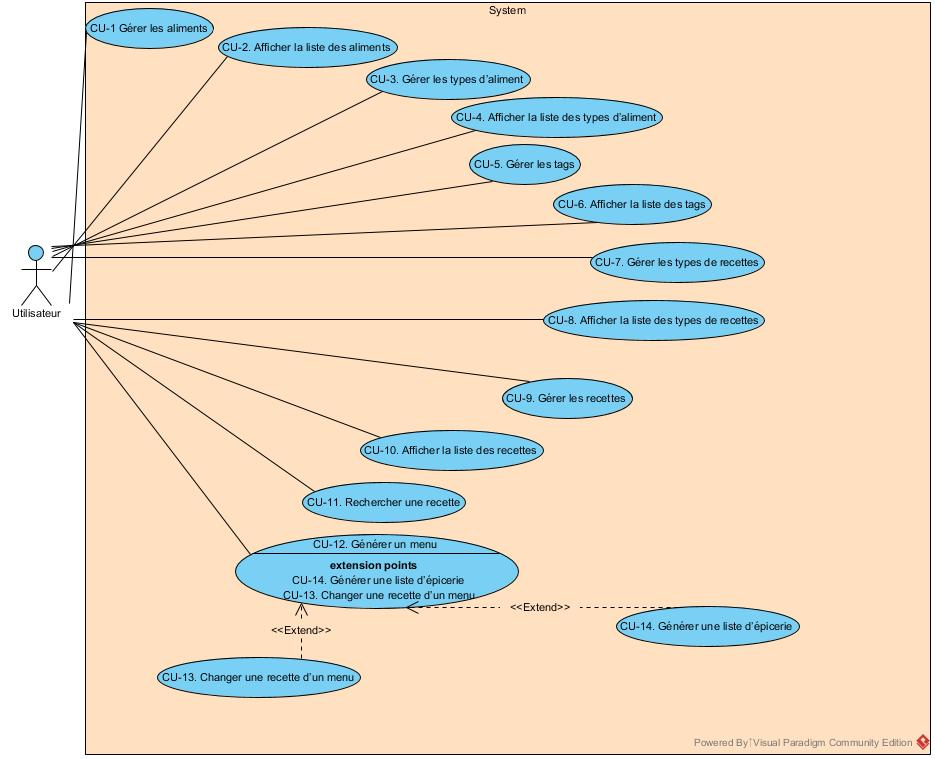 System
CU-1 Gérer les aliments
CU-2. Afficher la liste des aliments
CU-3. Gérer les types d'aliment
CU-4. Afficher la liste des types d'aliment
CU-5. Gérer les tags
CU-6. Afficher la liste des tags
CU-7. Gérer les types de recettes
Utilisateur
CU-8. Afficher la liste des types de recettes
CU-9. Gérer les recettes
CU-10. Afficher la liste des recettes
CU-11. Rechercher une recette
CU-12. Générer un menu
extension points
CU-14. Générer une liste d'épicerie
CU-13. Changer une recette d'un menu
<<Extend>>
<<Extend>>
CU-14. Générer une liste d'épicerie
CU-13. Changer une recette d'un menu
Powered By Visual Paradigm Community Edition